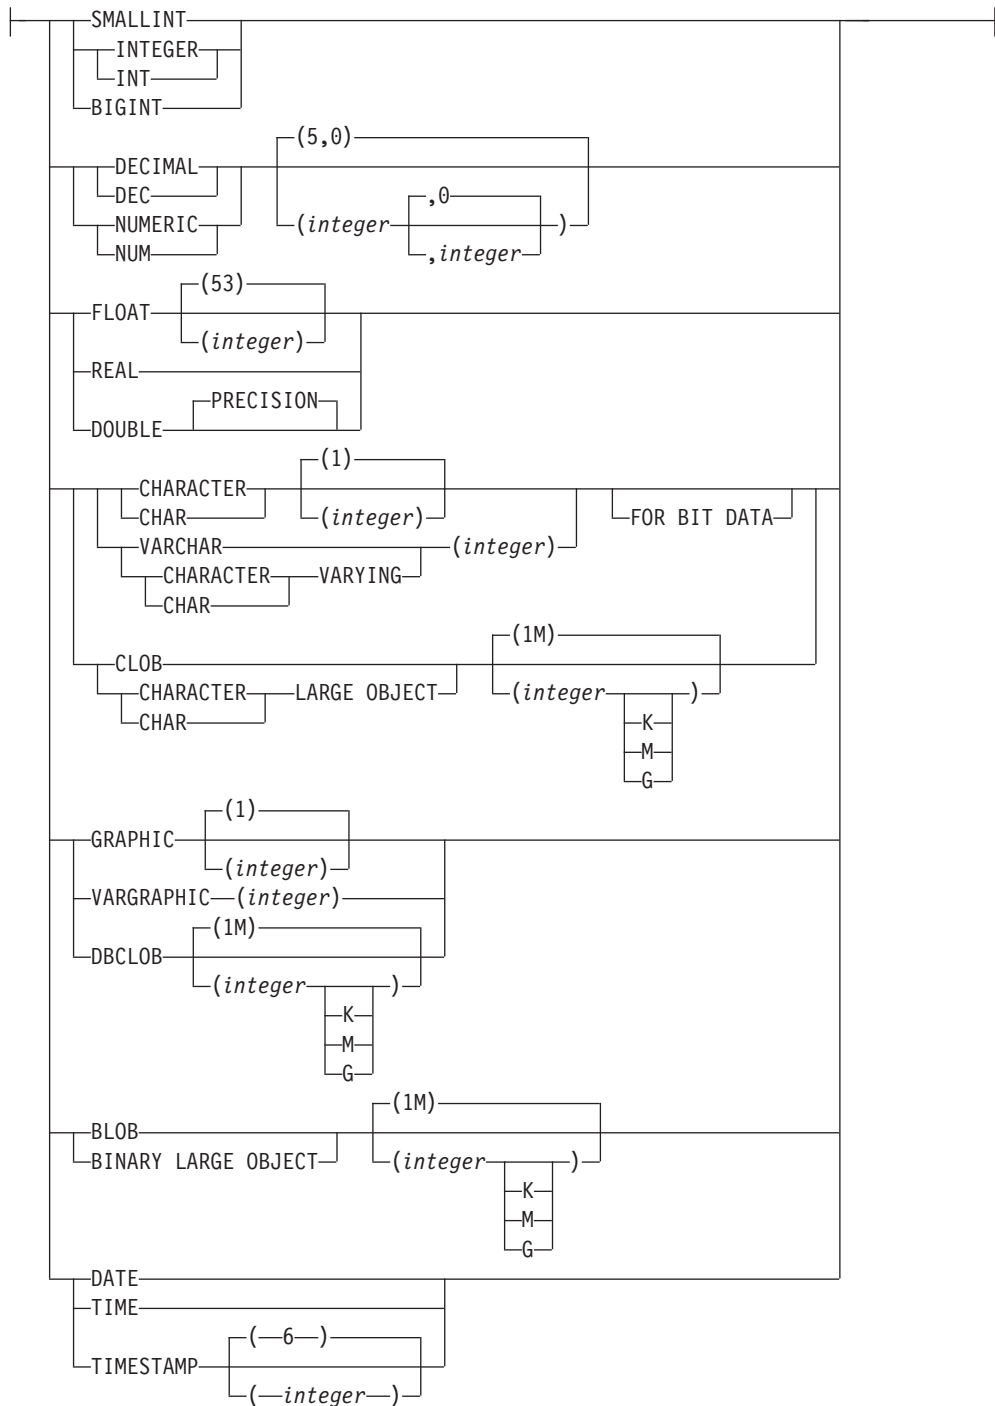 SMALLINT
INTEGER
INT
BIGINT
(5,0)
DECIMAL
DEC
,0
NUMERIC
(integer )
NUM
,integer
(53)
FLOAT
(integer)
REAL
PRECISION
DOUBLE
(1)
CHARACTER
CHAR
(integer)
FOR BIT DATA
VARCHAR
(integer)
CHARACTER
VARYING
CHAR
(1M)
CLOB
CHARACTER
LARGE OBJECT
(integer )
CHAR
K
M
G
(1)
GRAPHIC
(integer)
VARGRAPHIC
(integer)
(1M)
DBCLOB
(integer )
K
M
G
(1M)
BLOB
BINARY LARGE OBJECT
(integer )
K
M
G
DATE
TIME
( 6 )
TIMESTAMP
( integer )